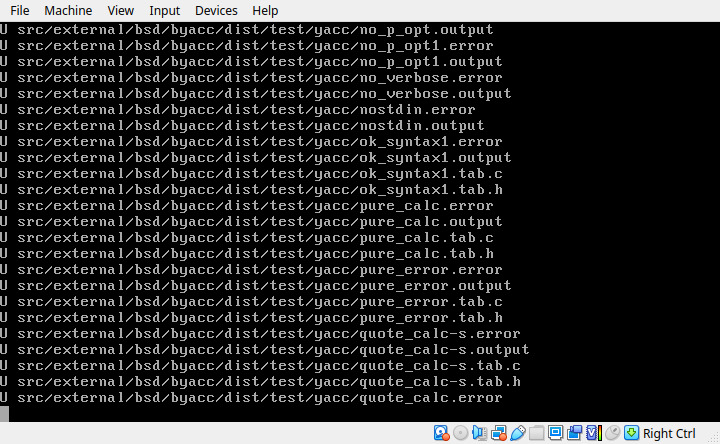 File Machine View Input Devices Help
U src/external/bsd/byacc/dist/test/yacc/no_p_opt.output
U src/external/bsd/byacc/dist/test/yacc/no_p_opt1.error
U src/external/bsd/byacc/dist/test/yacc/no_p_opt1.output
U src/external/bsd/byacc/dist/test/yacc/no_verbose.error
U src/external/bsd/byacc/dist/test/yacc/no_verbose.output
U src/external/bsd/byacc/dist/test/yacc/nostdin.error
U src/external/bsd/byacc/dist/test/yacc/nostdin.output
U src/external/bsd/byacc/dist/test/yacc/ok_syntax1.error
U src/external/bsd/byacc/dist/test/yacc/ok_syntax1.output
U src/external/bsd/byacc/dist/test/yacc/ok_syntax1.tab.c
U src/external/bsd/byacc/dist/test/yacc/ok_syntax1.tab.h
U src/external/bsd/byacc/dist/test/yacc/pure_calc.error
U src/external/bsd/byacc/dist/test/yacc/pure_calc.output
U src/external/bsd/byacc/dist/test/yacc/pure_calc.tab.c
U src/external/bsd/byacc/dist/test/yacc/pure_calc.tab.h
U src/external/bsd/byacc/dist/test/yacc/pure_error.error
U src/external/bsd/byacc/dist/test/yacc/pure_error.output
U src/external/bsd/byacc/dist/test/yacc/pure_error.tab.c
U src/external/bsd/byacc/dist/test/yacc/pure_error.tab.h
U src/external/bsd/byacc/dist/test/yacc/quote_calc-s.error
U src/external/bsd/byacc/dist/test/yacc/quote_calc-s.output
U src/external/bsd/byacc/dist/test/yacc/quote_calc-s.tab.c
U src/external/bsd/byacc/dist/test/yacc/quote_calc-s.tab.h
U src/external/bsd/byacc/dist/test/yacc/quote_calc.error
Right Ctrl